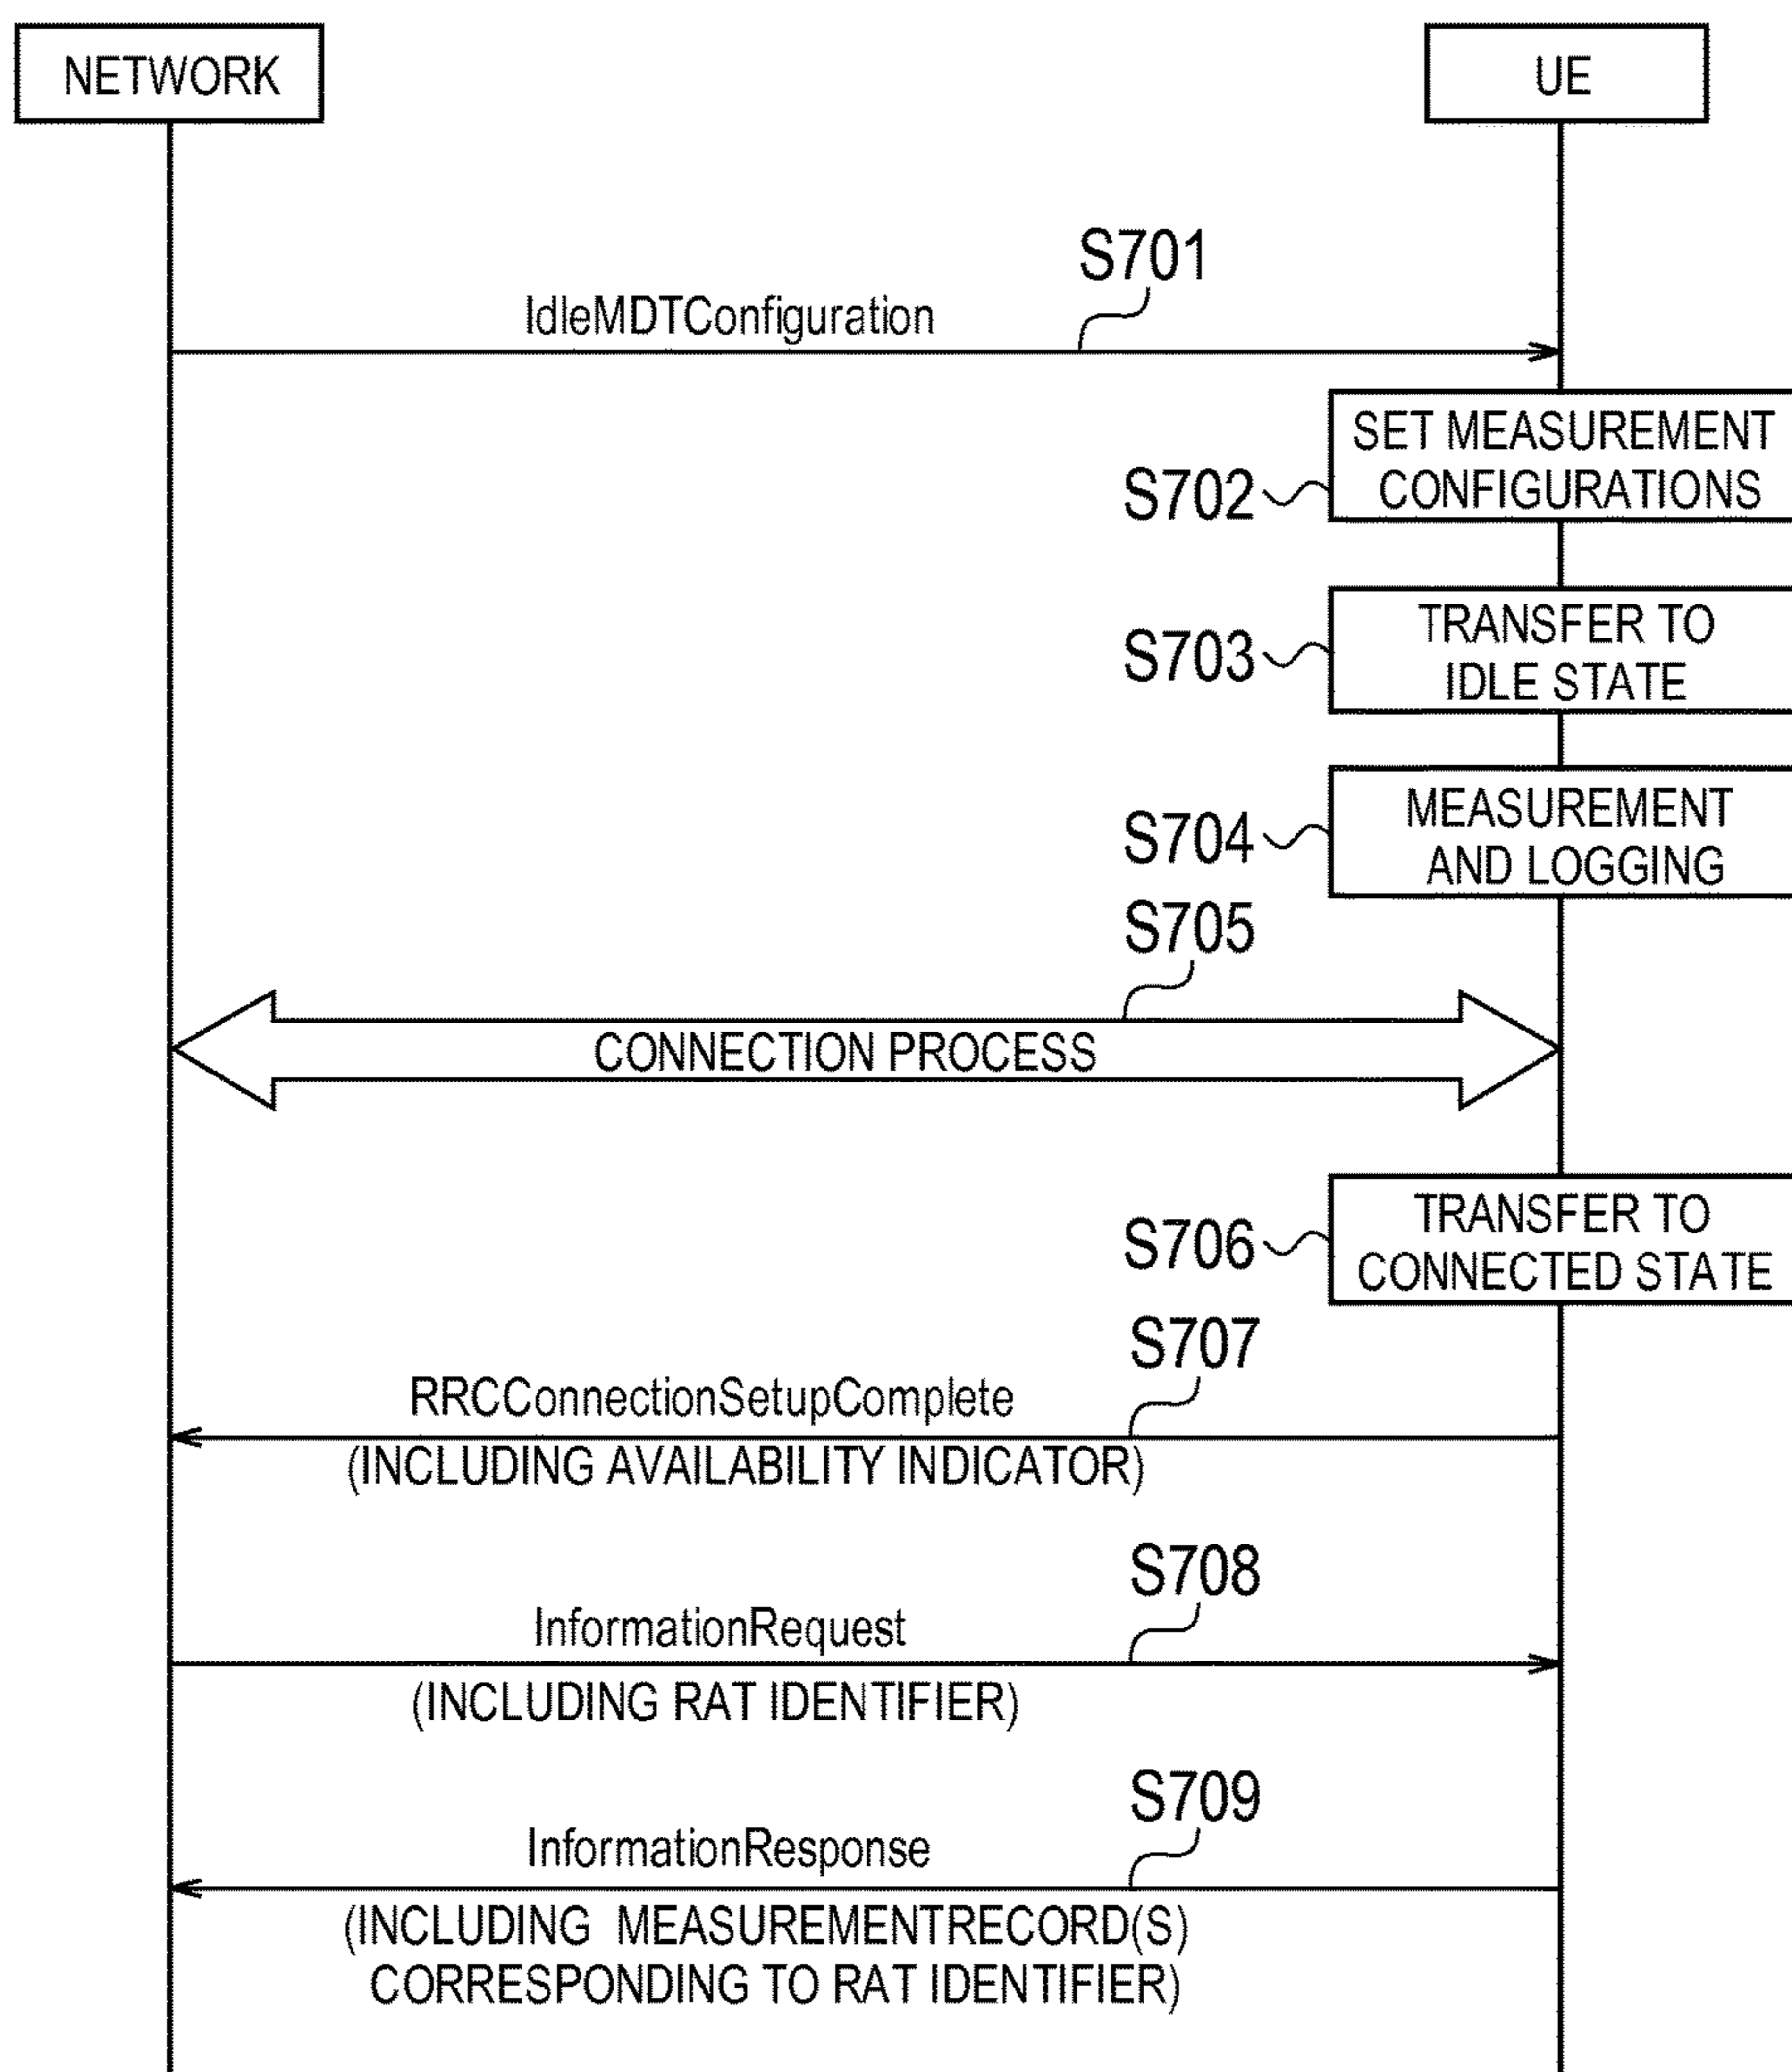 NETWORK
UE
S701
IdleMDTConfiguration
SET MEASUREMENT
CONFIGURATIONS
S702
TRANSFER TO
IDLE STATE
S703
MEASUREMENT
AND LOGGING
S704
S705
CONNECTION PROCESS
TRANSFER TO
CONNECTED STATE
S706
S707
RRCConnectionSetupComplete
(INCLUDING AVAILABILITY INDICATOR)
S708
InformationRequest
(INCLUDING RAT IDENTIFIER)
S709
InformationResponse
(INCLUDING MEASUREMENTRECORD(S)
CORRESPONDING TO RAT IDENTIFIER)